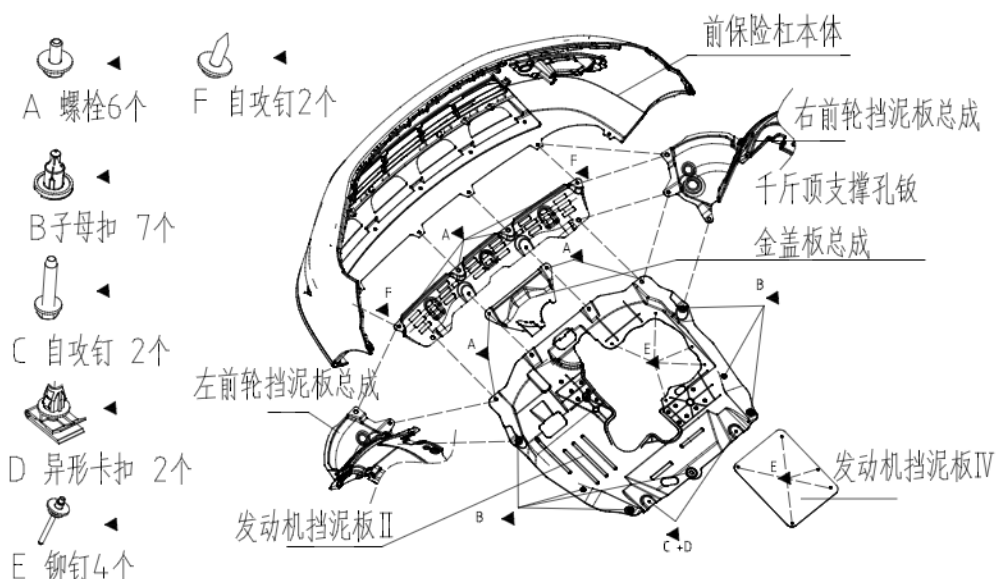 A 螺栓6个
F 自攻钉2个
B子母扣 7个
C 自攻钉 2个
D 异形卡扣 2个
E 铆钉4个
前保险杠本体
右前轮挡泥板总成
千斤顶支撑孔钣
金盖板总成
左前轮挡泥板总成
发动机挡泥板Ⅱ
发动机挡泥板Ⅳ
F
A
A
F
B
A
E
E
B
C+D